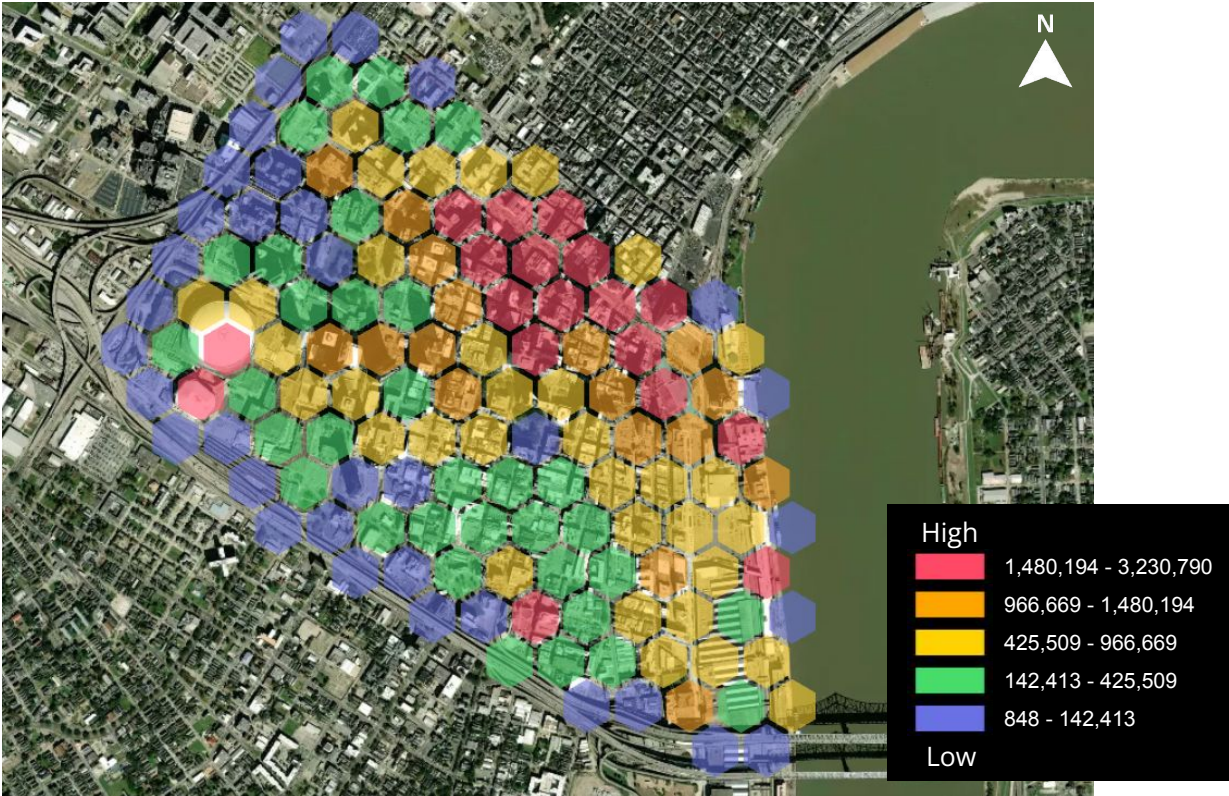 N
High
1,480,194 - 3,230,790
966,669 - 1,480,194
425,509 - 966,669
142,413 - 425,509
848 - 142,413
Low